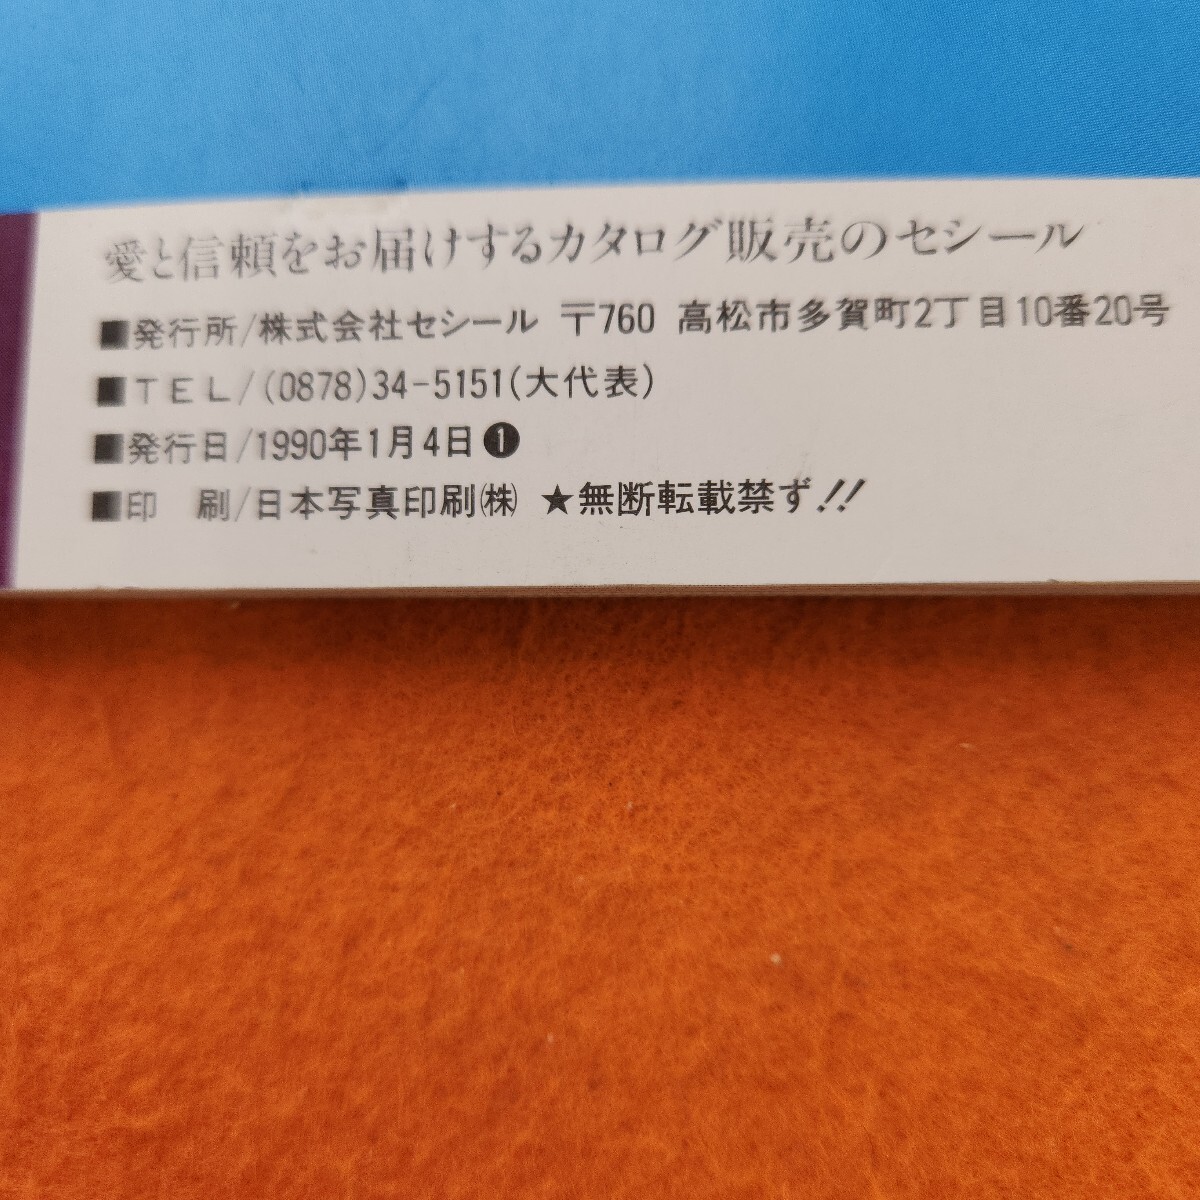 愛と信頼をお届けするカタログ販売のセシール
■発行所/株式会社セシール 〒760 高松市多賀町2丁目10番20号
■TEL/(0878)34-5151(大代表)
■発行日/1990年1月4日❶
■印 刷/日本写真印刷㈱ ★無断転載禁ず!!